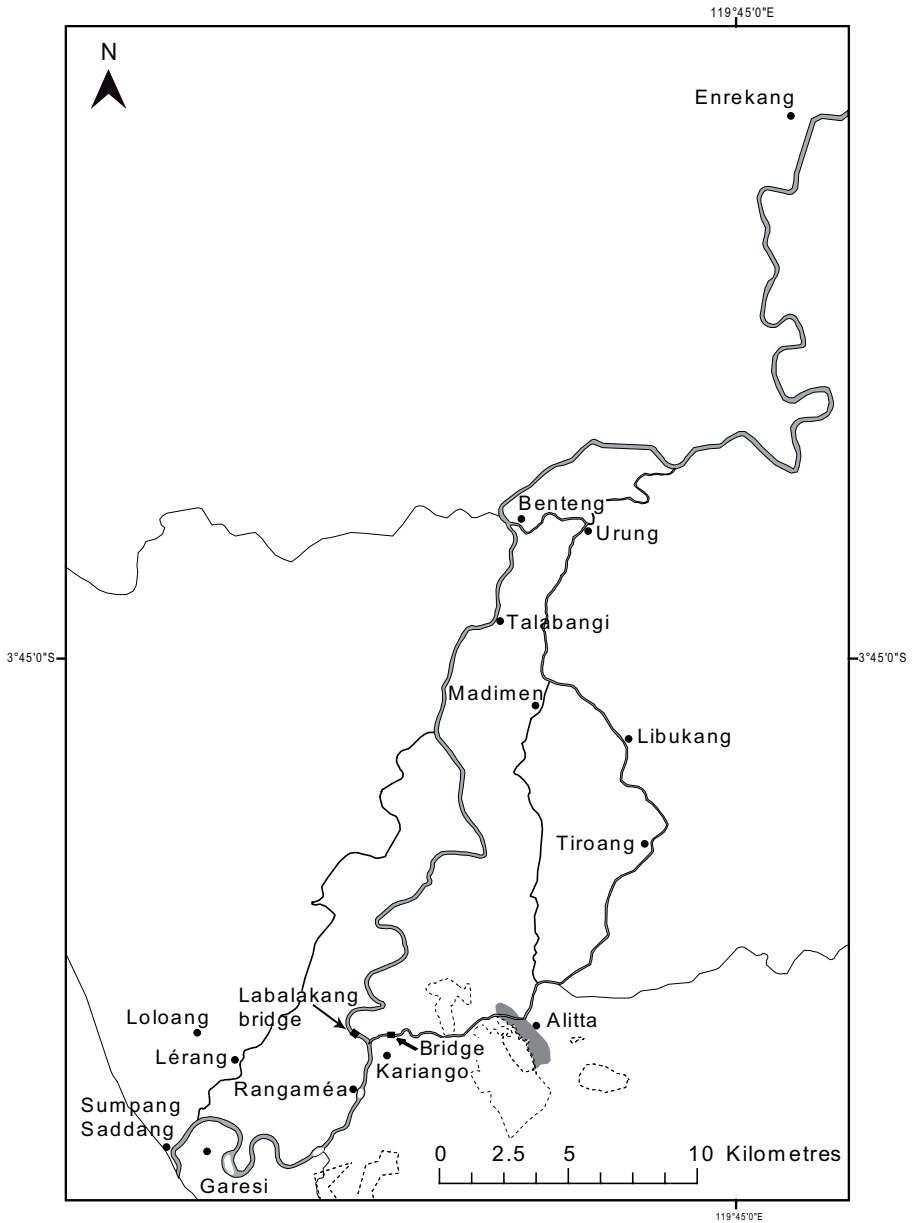 119°45'0"E
N
Enrekang
Benteng
Urung
Talabangi
3°45'0"S
3°45'0"S
Madimen
Libukang
Tiroang
Labalakang
bridge
Loloang
Alitta
Bridge
Lérang
Kariango
Rangaméa
Sumpang
Saddang
0 2.5 5 10 Kilometres
Garesi
119°45'0"E